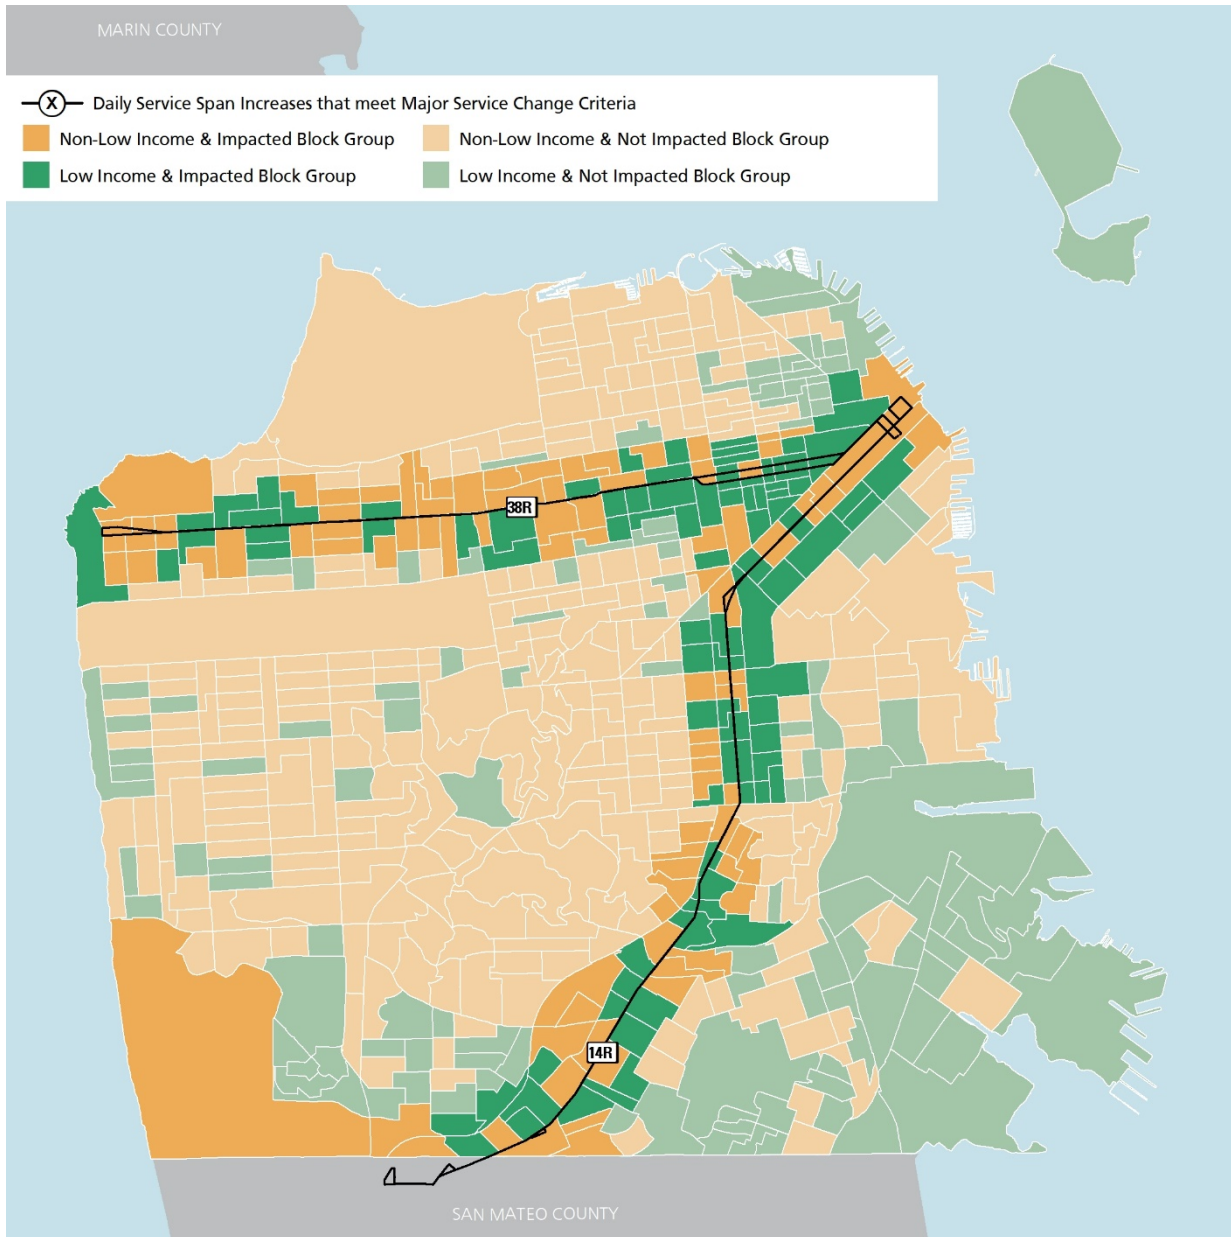 MARIN COUNTY
X Daily Service Span Increases that meet Major Service Change Criteria
Non-Low Income & Impacted Block Group
Non-Low Income & Not Impacted Block Group
Low Income & Impacted Block Group
Low Income & Not Impacted Block Group
38R
14R
SAN MATEO COUNTY